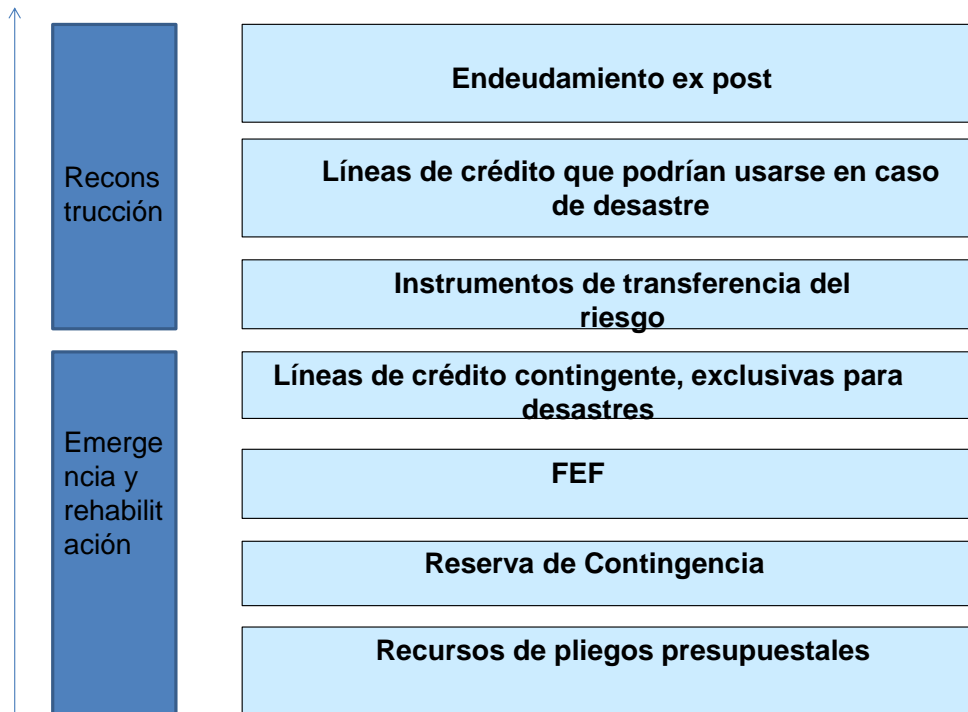 Endeudamiento ex post
Recons
trucción
Líneas de crédito que podrían usarse en caso
de desastre
Instrumentos de transferencia del
riesgo
Líneas de crédito contingente, exclusivas para
desastres
Emerge
ncia y
rehabilit
ación
FEF
Reserva de Contingencia
Recursos de pliegos presupuestales